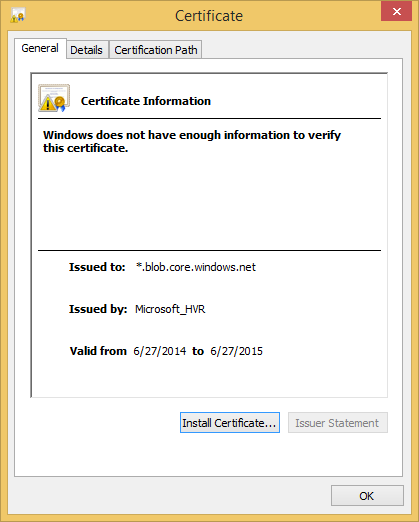 Certificate
General Details Certification Path
Certificate Information
Windows does not have enough information to verify
this certificate.
Issued to: *.blob.core.windows.net
Issued by: Microsoft_HVR
Valid from 6/27/2014 to 6/27/2015
Install Certificate... Issuer Statement
OK